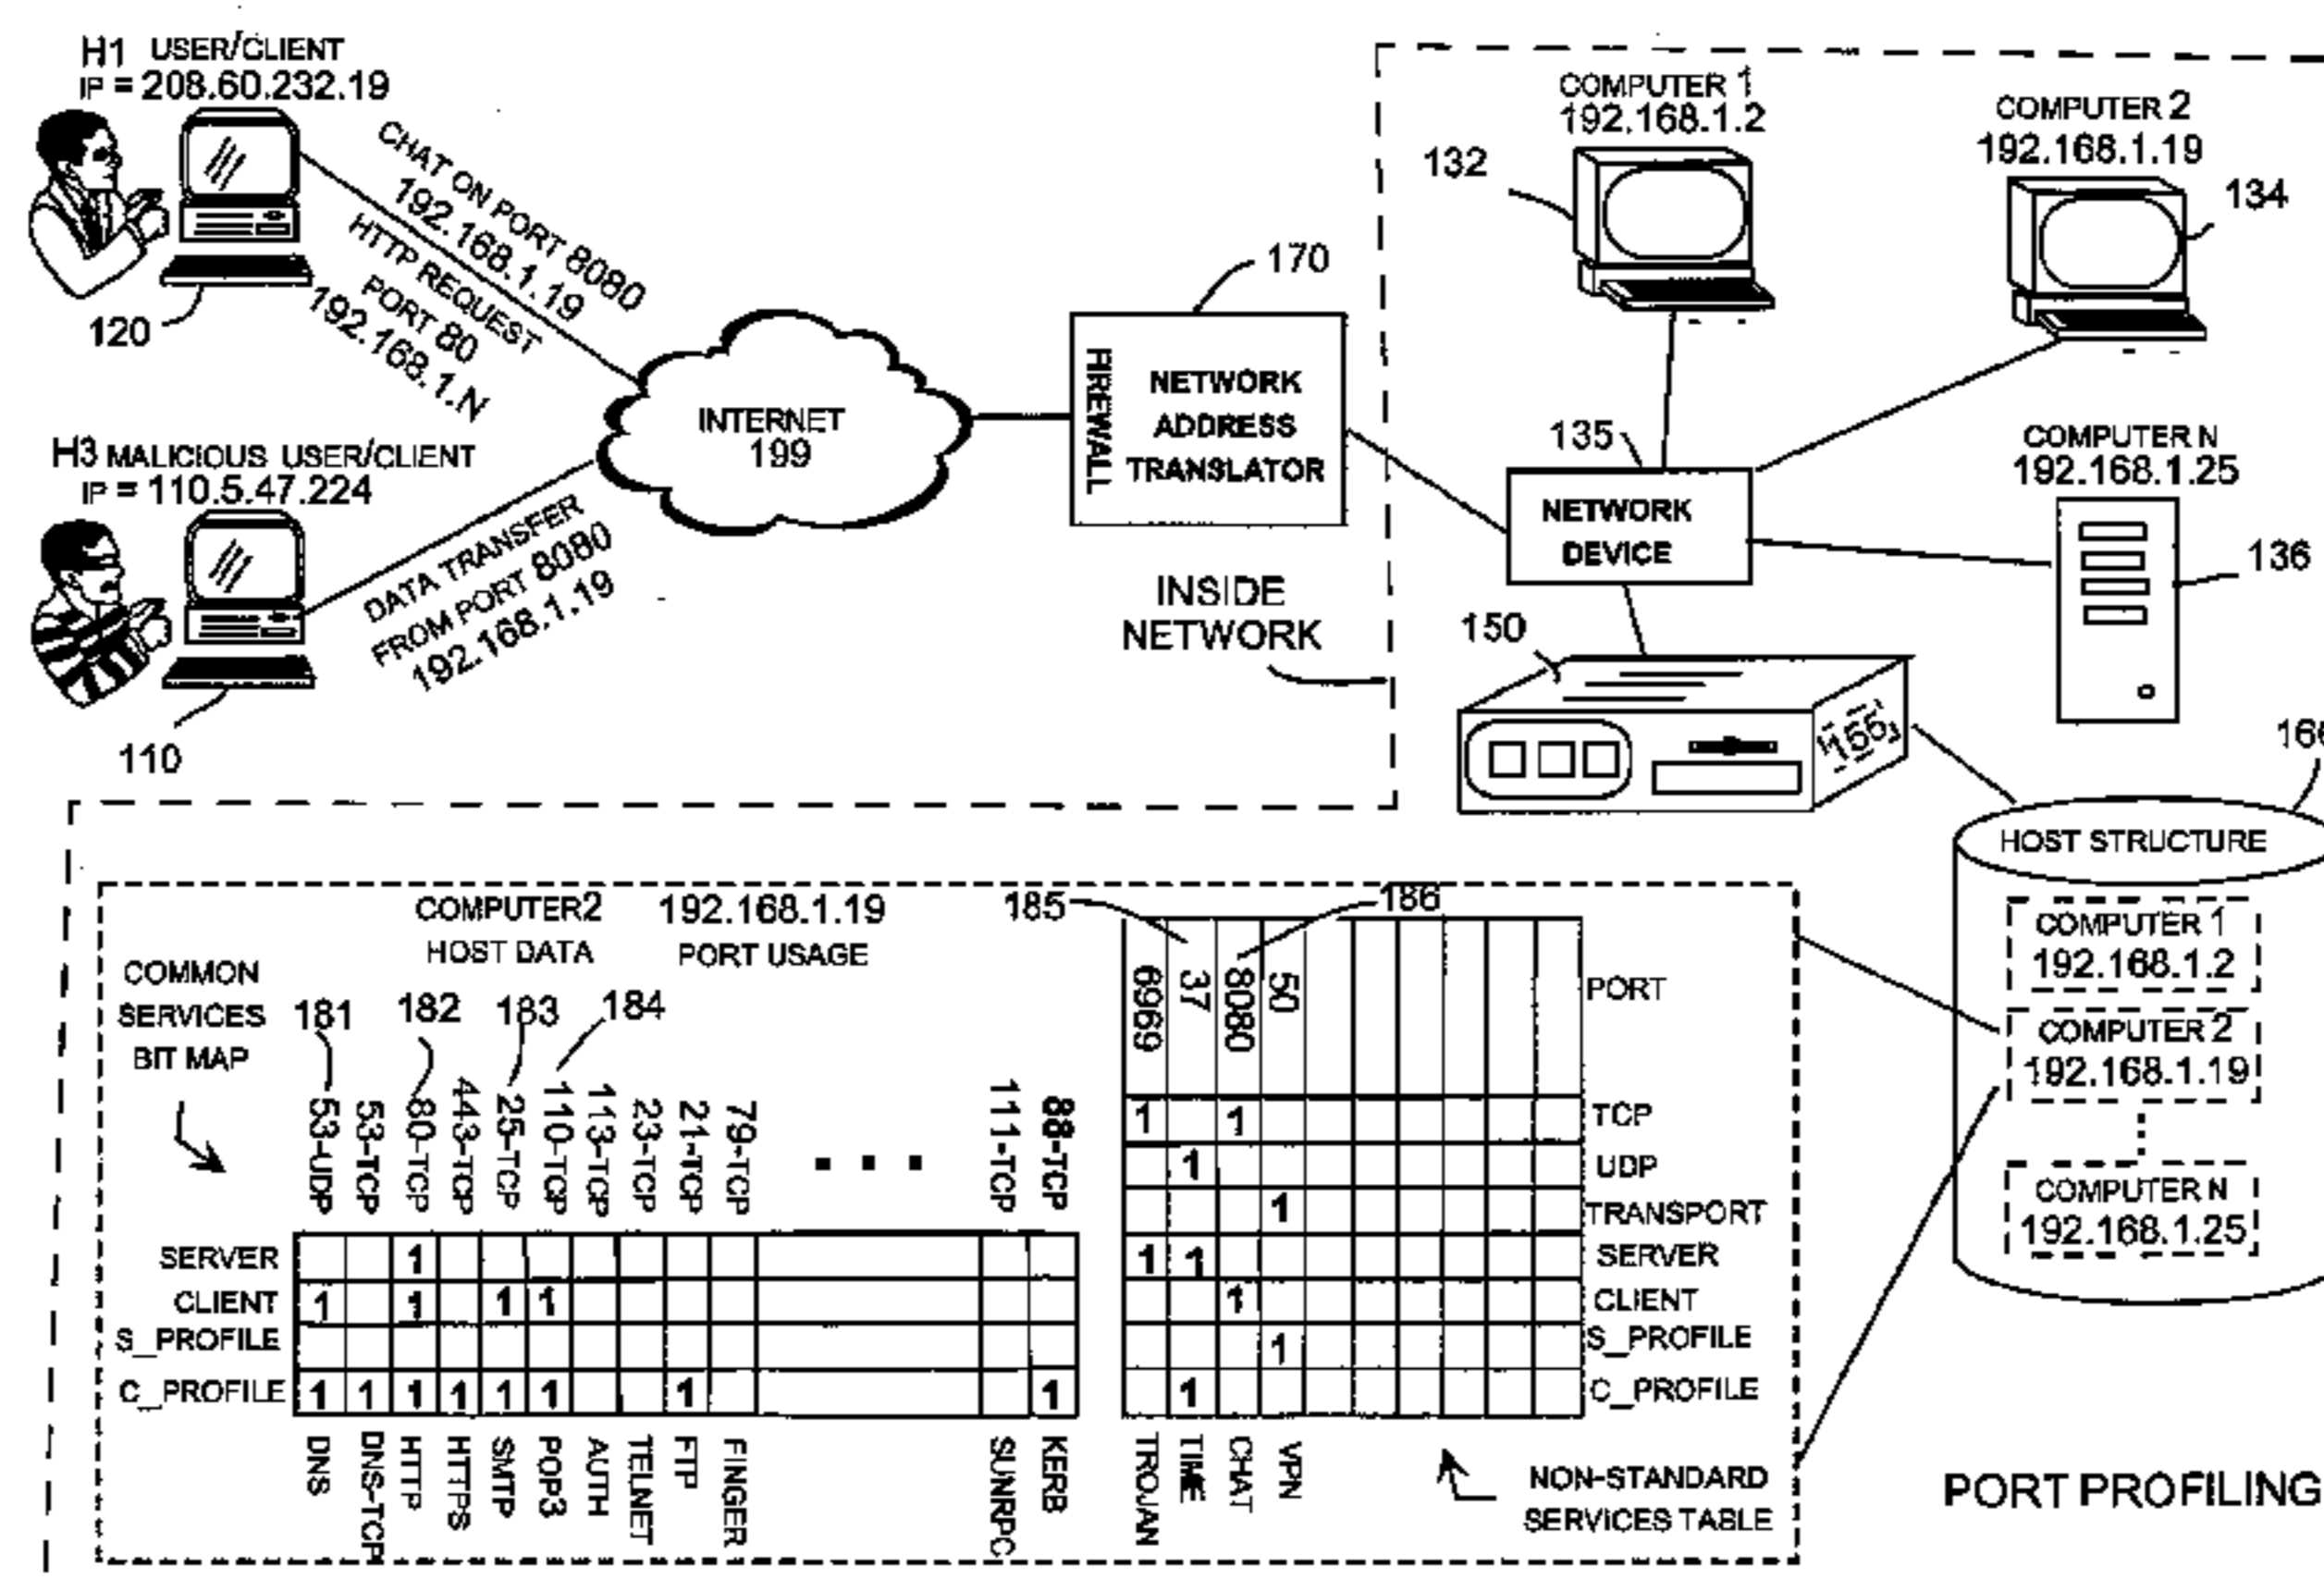 H1 USER/CLIENT
IP = 208.60.232.19
CHAT ON PORT 8080
192.168.1.19
HTTP REQUEST
PORT 80
192.168.1.N
120
H3 MALICIOUS USER/CLIENT
IP = 110.5.47.224
DATA TRANSFER
FROM PORT 8080
192.168.1.19
110
INTERNET
199
170
FIREWALL
NETWORK
ADDRESS
TRANSLATOR
INSIDE
NETWORK
COMPUTER 1
192.168.1.2
132
COMPUTER 2
192.168.1.19
134
135
NETWORK
DEVICE
COMPUTER N
192.168.1.25
136
150
166
166
HOST STRUCTURE
COMPUTER 1
192.168.1.2
COMPUTER 2
192.168.1.19
COMPUTER N
192.168.1.25
COMPUTER2 192.168.1.19
HOST DATA PORT USAGE
COMMON
SERVICES
BIT MAP
181
182
183
184
53-UDP
53-TCP
80-TCP
443-TCP
25-TCP
110-TCP
113-TCP
23-TCP
21-TCP
79-TCP
. . .
111-TCP
88-TCP
SERVER 1
CLIENT 1 1 1 1
S_PROFILE
C_PROFILE 1 1 1 1 1 1 1 1
DNS
DNS-TCP
HTTP
HTTPS
SMTP
POP3
AUTH
TELNET
FTP
FINGER
SUNRPC
KERB
185
186
6969
37
8080
50
PORT
1 1 TCP
1 UDP
1 TRANSPORT
1 1 SERVER
1 CLIENT
1 S_PROFILE
1 C_PROFILE
TROJAN
TIME
CHAT
VPN
NON-STANDARD
SERVICES TABLE
PORT PROFILING